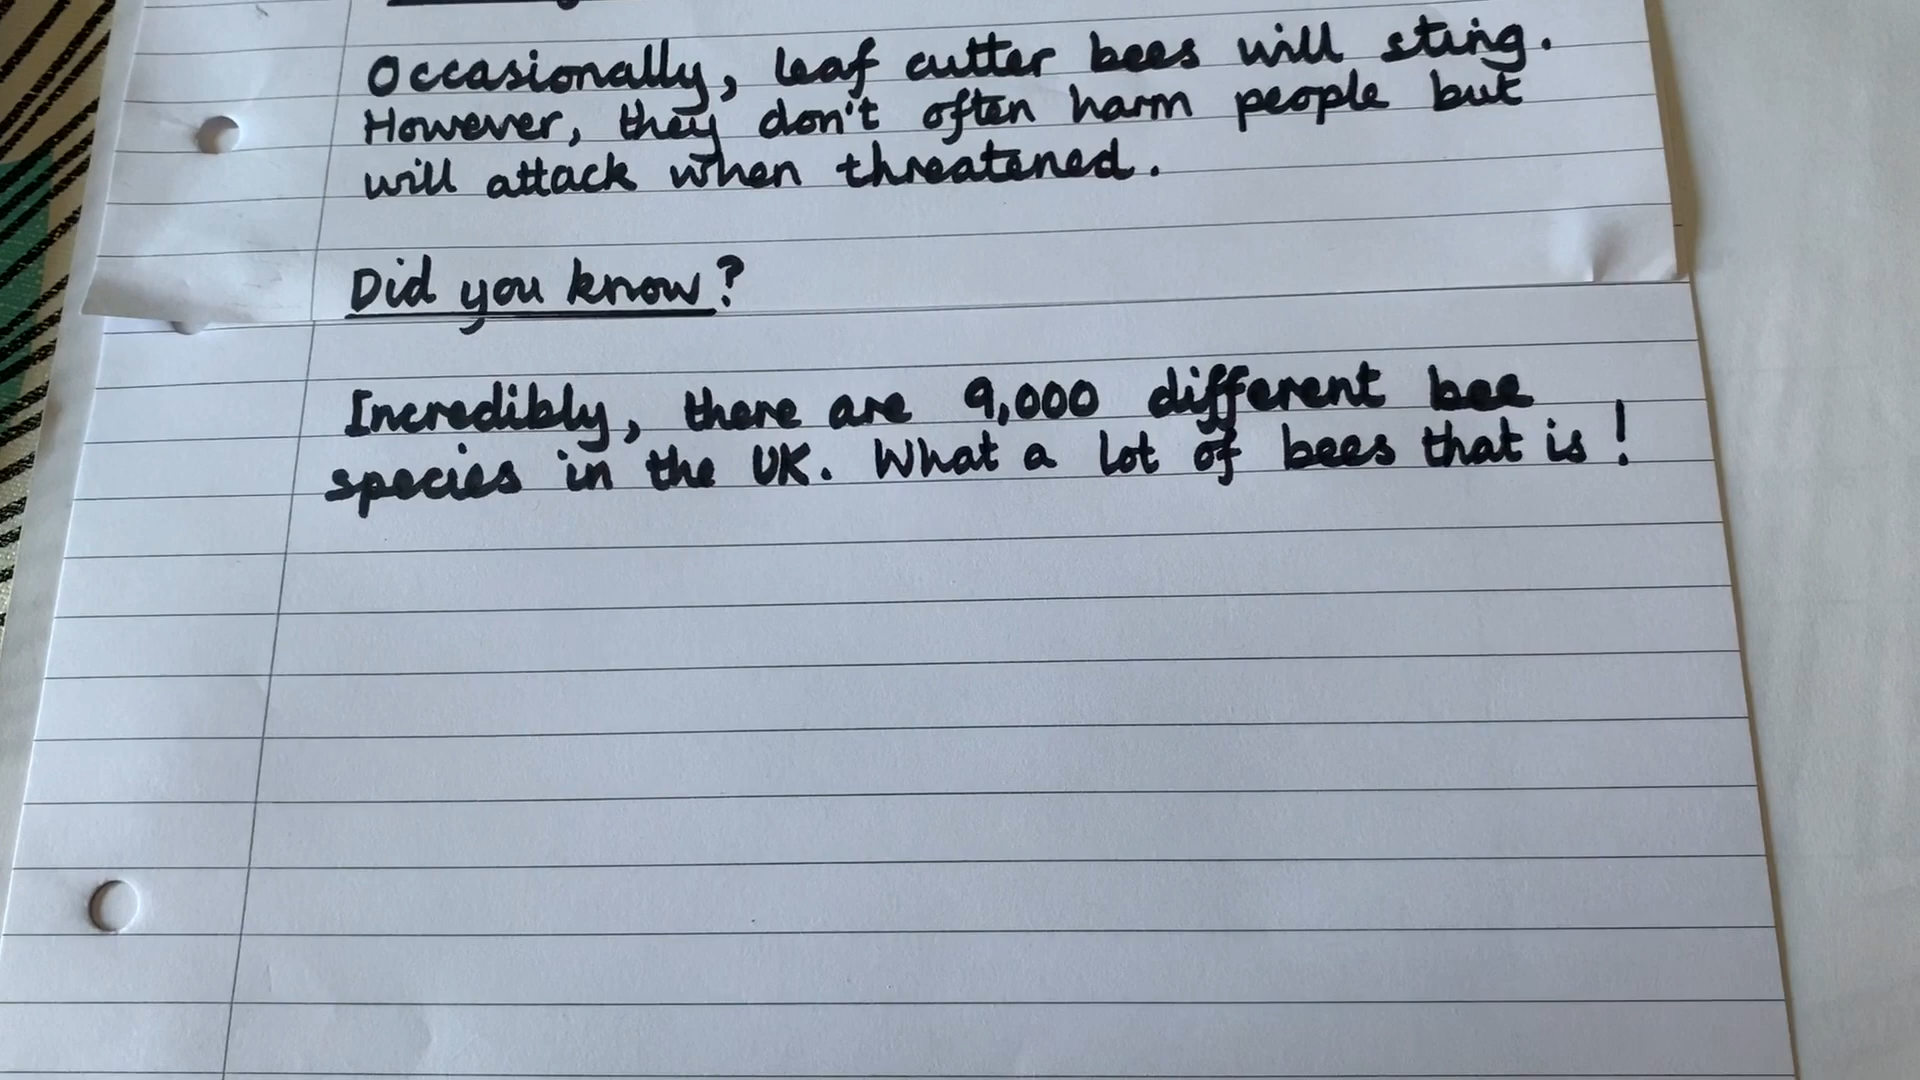 Occasionally, leaf cutter bees will sting.
However, they don't often harm people but
will attack when threatened.
Did you know?
Incredibly, there are 9,000 different bee
species in the UK. What a lot of bees that is!